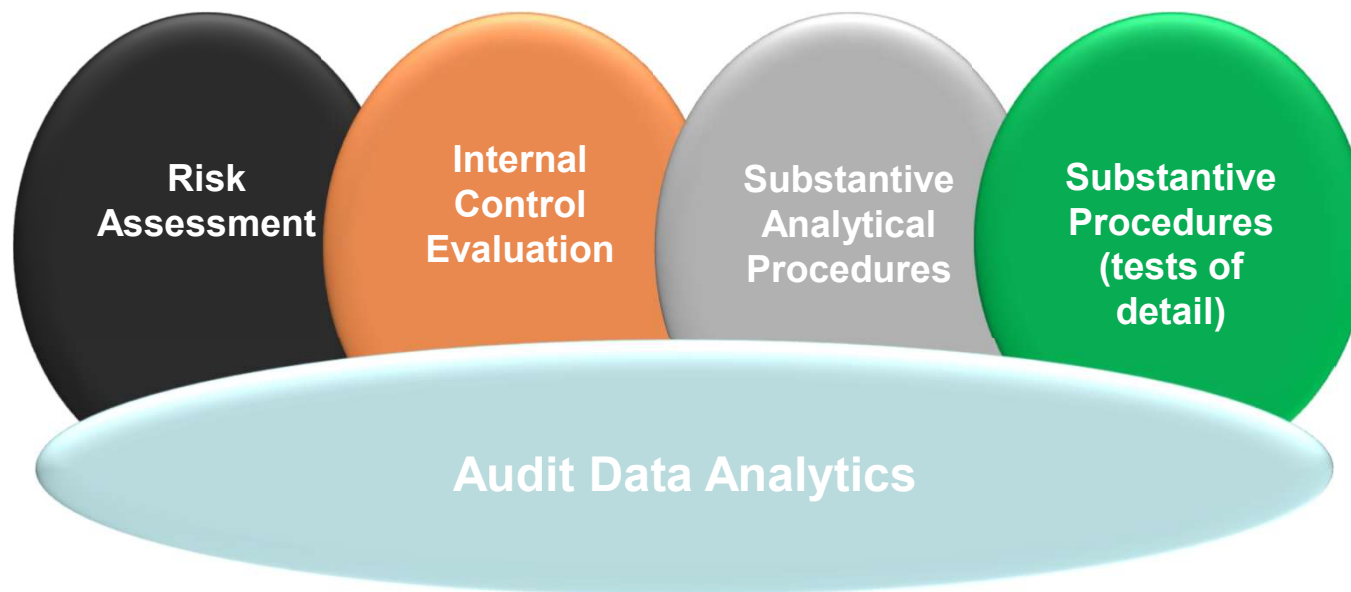 Risk
Assessment
Internal
Control
Evaluation
Substantive
Analytical
Procedures
Substantive
Procedures
(tests of
detail)
Audit Data Analytics